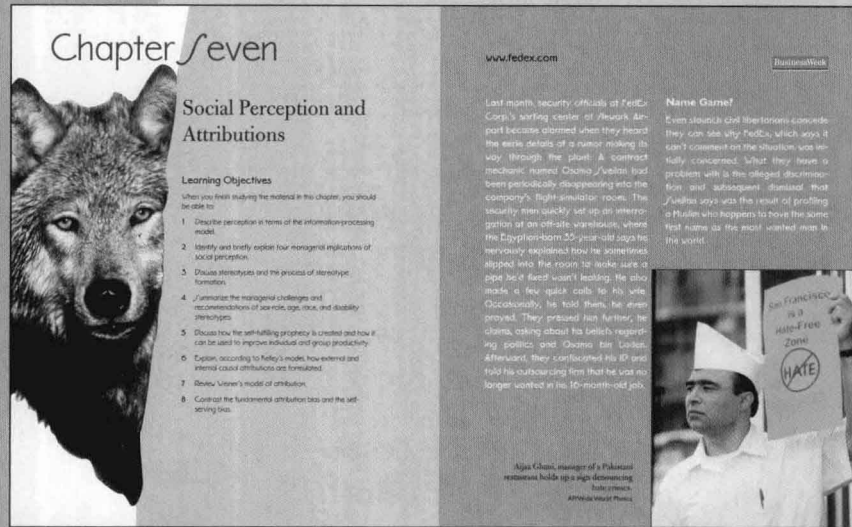 Chapter Seven
Social Perception and
Attributions
Learning Objectives
When you finish studying the material in this chapter, you should
be able to:
1 Describe perception in terms of the information-processing
model.
2 Identify and briefly explain four managerial implications of
social perception.
3 Discuss stereotypes and the process of stereotype
formation.
4 Summarize the managerial challenges and
recommendations of sex-role, age, race, and disability
stereotypes.
5 Discuss how the self-fulfilling prophecy is created and how it
can be used to improve individual and group productivity.
6 Explain, according to Kelley's model, how external and
internal causal attributions are formulated.
7 Review Weiner's model of attribution.
8 Contrast the fundamental attribution bias and the self-
serving bias.
www.fedex.com
BusinessWeek
Last month, security officials at FedEx
Corp.'s sorting center at Newark Air-
port became alarmed when they heard
the eerie details of a rumor making its
way through the plant: A contract
mechanic named Osama Sweilan had
been periodically disappearing into the
company's flight-simulator room. The
security men quickly set up an interro-
gation at an off-site warehouse, where
the Egyptian-born 35-year-old says he
nervously explained how he sometimes
slipped into the room to make sure a
pipe he'd fixed wasn't leaking. He also
made a few quick calls to his wife.
Occasionally, he told them, he even
prayed. They pressed him further, he
claims, asking about his beliefs regard-
ing politics and Osama bin Laden.
Afterward, they confiscated his ID and
told his outsourcing firm that he was no
longer wanted in his 16-month-old job.
Name Game?
Even staunch civil libertarians concede
they can see why FedEx, which says it
can't comment on the situation, was ini-
tially concerned. What they have a
problem with is the alleged discrimina-
tion and subsequent dismissal that
Sweilan says was the result of profiling
a Muslim who happens to have the same
first name as the most wanted man in
the world.
San Francisco
is a
Hate-Free
Zone
HATE
Aijaz Ghani, manager of a Pakistani
restaurant holds up a sign denouncing
hate crimes.
AP/Wide World Photos